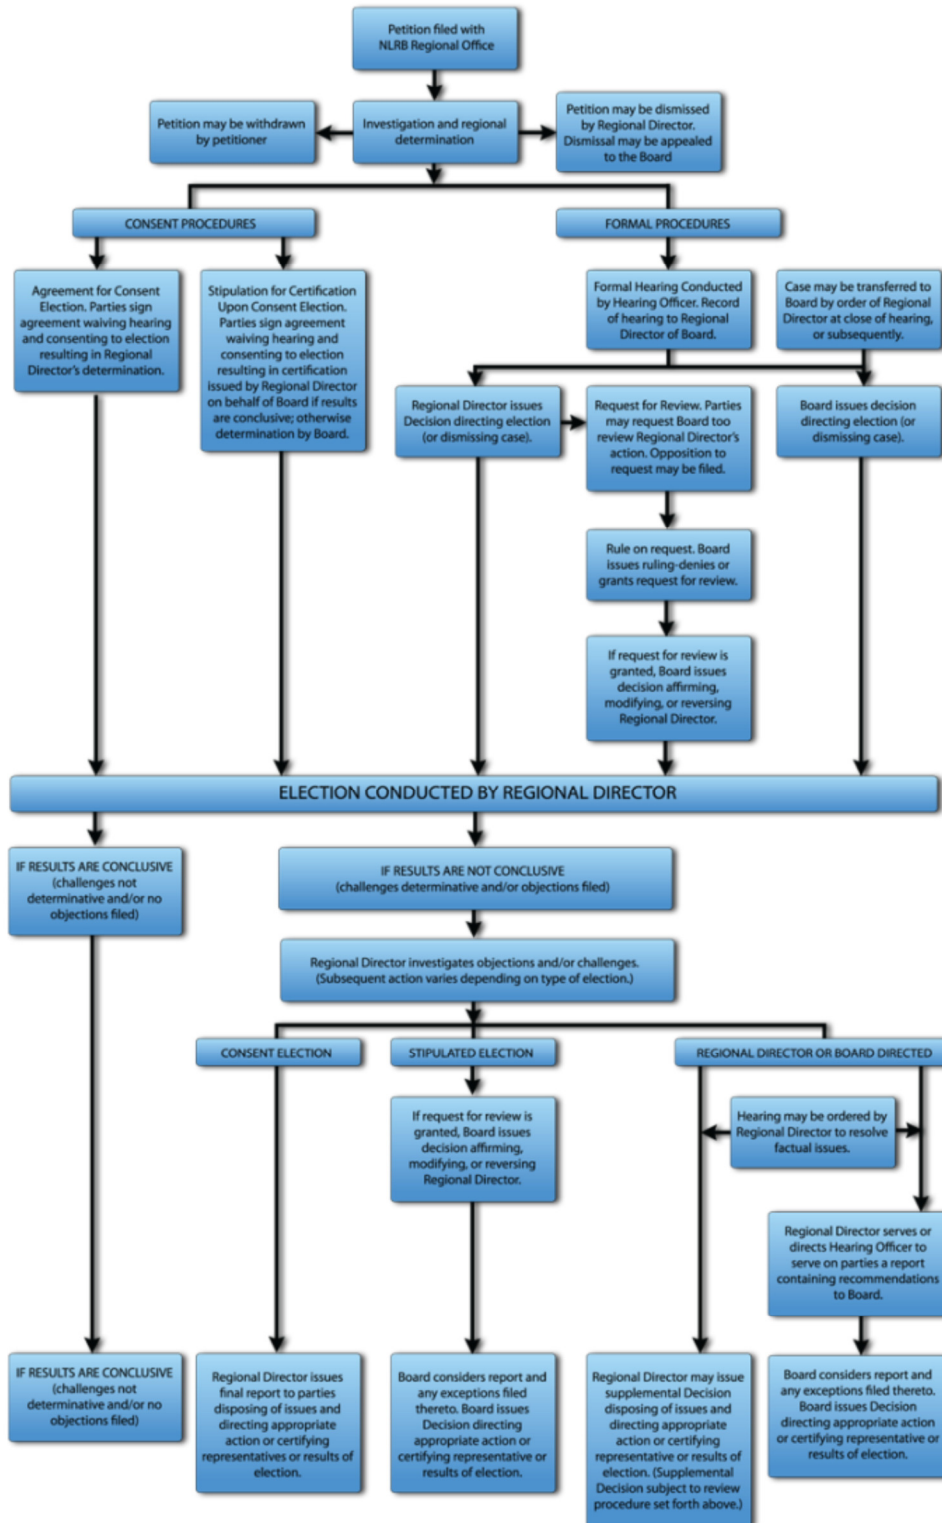 Petition filed with
NLRB Regional Office
Petition may be withdrawn
by petitioner
Investigation and regional
determination
Petition may be dismissed
by Regional Director.
Dismissal may be appealed
to the Board
CONSENT PROCEDURES
FORMAL PROCEDURES
Agreement for Consent
Election. Parties sign
agreement waiving hearing
and consenting to election
resulting in Regional
Director's determination.
Stipulation for Certification
Upon Consent Election.
Parties sign agreement
waiving hearing and
consenting to election
resulting in certification
issued by Regional Director
on behalf of Board if results
are conclusive; otherwise
determination by Board.
Formal Hearing Conducted
by Hearing Officer. Record
of hearing to Regional
Director of Board.
Case may be transferred to
Board by order of Regional
Director at close of hearing,
or subsequently.
Regional Director issues
Decision directing election
(or dismissing case).
Request for Review. Parties
may request Board too
review Regional Director's
action. Opposition to
request may be filed.
Board issues decision
directing election (or
dismissing case).
Rule on request. Board
issues ruling-denies or
grants request for review.
If request for review is
granted, Board issues
decision affirming,
modifying, or reversing
Regional Director.
ELECTION CONDUCTED BY REGIONAL DIRECTOR
IF RESULTS ARE CONCLUSIVE
(challenges not
determinative and/or no
objections filed)
IF RESULTS ARE NOT CONCLUSIVE
(challenges determinative and/or objections filed)
Regional Director investigates objections and/or challenges.
(Subsequent action varies depending on type of election.)
CONSENT ELECTION
STIPULATED ELECTION
REGIONAL DIRECTOR OR BOARD DIRECTED
If request for review is
granted, Board issues
decision affirming,
modifying, or reversing
Regional Director.
Hearing may be ordered by
Regional Director to resolve
factual issues.
Regional Director serves or
directs Hearing Officer to
serve on parties a report
containing recommendations
to Board.
IF RESULTS ARE CONCLUSIVE
(challenges not
determinative and/or no
objections filed)
Regional Director issues
final report to parties
disposing of issues and
directing appropriate
action or certifying
representatives or results of
election.
Board considers report and
any exceptions filed
thereto. Board issues
Decision directing
appropriate action or
certifying representative or
results of election.
Regional Director may issue
supplemental Decision
disposing of issues and
directing appropriate
action or certifying
representative or results of
election. (Supplemental
Decision subject to review
procedure set forth above.)
Board considers report and
any exceptions filed thereto.
Board issues Decision
directing appropriate action
or certifying representative or
results of election.